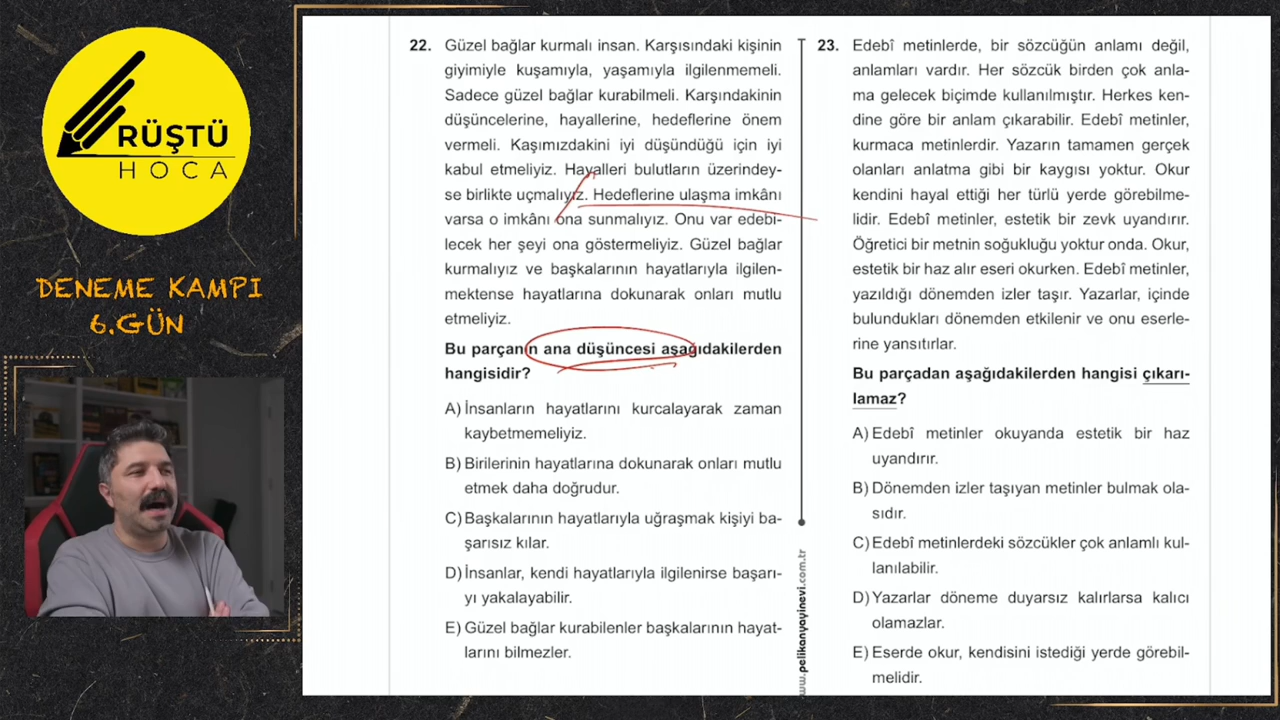 RÜŞTÜ
HOCA
DENEME KAMPI
6.GÜN
22. Güzel bağlar kurmalı insan. Karşısındaki kişinin
giyimiyle kuşamıyla, yaşamıyla ilgilenmemeli.
Sadece güzel bağlar kurabilmeli. Karşındakinin
düşüncelerine, hayallerine, hedeflerine önem
vermeli. Kaşımızdakini iyi düşündüğü için iyi
kabul etmeliyiz. Hayalleri bulutların üzerindey-
se birlikte uçmalıyız. Hedeflerine ulaşma imkânı
varsa o imkânı ona sunmalıyız. Onu var edebi-
lecek her şeyi ona göstermeliyiz. Güzel bağlar
kurmalıyız ve başkalarının hayatlarıyla ilgilen-
mektense hayatlarına dokunarak onları mutlu
etmeliyiz.
Bu parçanın ana düşüncesi aşağıdakilerden
hangisidir?
A) İnsanların hayatlarını kurcalayarak zaman
kaybetmemeliyiz.
B) Birilerinin hayatlarına dokunarak onları mutlu
etmek daha doğrudur.
C) Başkalarının hayatlarıyla uğraşmak kişiyi ba-
şarısız kılar.
D) İnsanlar, kendi hayatlarıyla ilgilenirse başarı-
yı yakalayabilir.
E) Güzel bağlar kurabilenler başkalarının hayat-
larını bilmezler.
www.pelikanyayinevi.com.tr
23. Edebî metinlerde, bir sözcüğün anlamı değil,
anlamları vardır. Her sözcük birden çok anla-
ma gelecek biçimde kullanılmıştır. Herkes ken-
dine göre bir anlam çıkarabilir. Edebî metinler,
kurmaca metinlerdir. Yazarın tamamen gerçek
olanları anlatma gibi bir kaygısı yoktur. Okur
kendini hayal ettiği her türlü yerde görebilme-
lidir. Edebî metinler, estetik bir zevk uyandırır.
Öğretici bir metnin soğukluğu yoktur onda. Okur,
estetik bir haz alır eseri okurken. Edebî metinler,
yazıldığı dönemden izler taşır. Yazarlar, içinde
bulundukları dönemden etkilenir ve onu eserle-
rine yansıtırlar.
Bu parçadan aşağıdakilerden hangisi çıkarı-
lamaz?
A) Edebî metinler okuyanda estetik bir haz
uyandırır.
B) Dönemden izler taşıyan metinler bulmak ola-
sıdır.
C) Edebî metinlerdeki sözcükler çok anlamlı kul-
lanılabilir.
D) Yazarlar döneme duyarsız kalırlarsa kalıcı
olamazlar.
E) Eserde okur, kendisini istediği yerde görebil-
melidir.